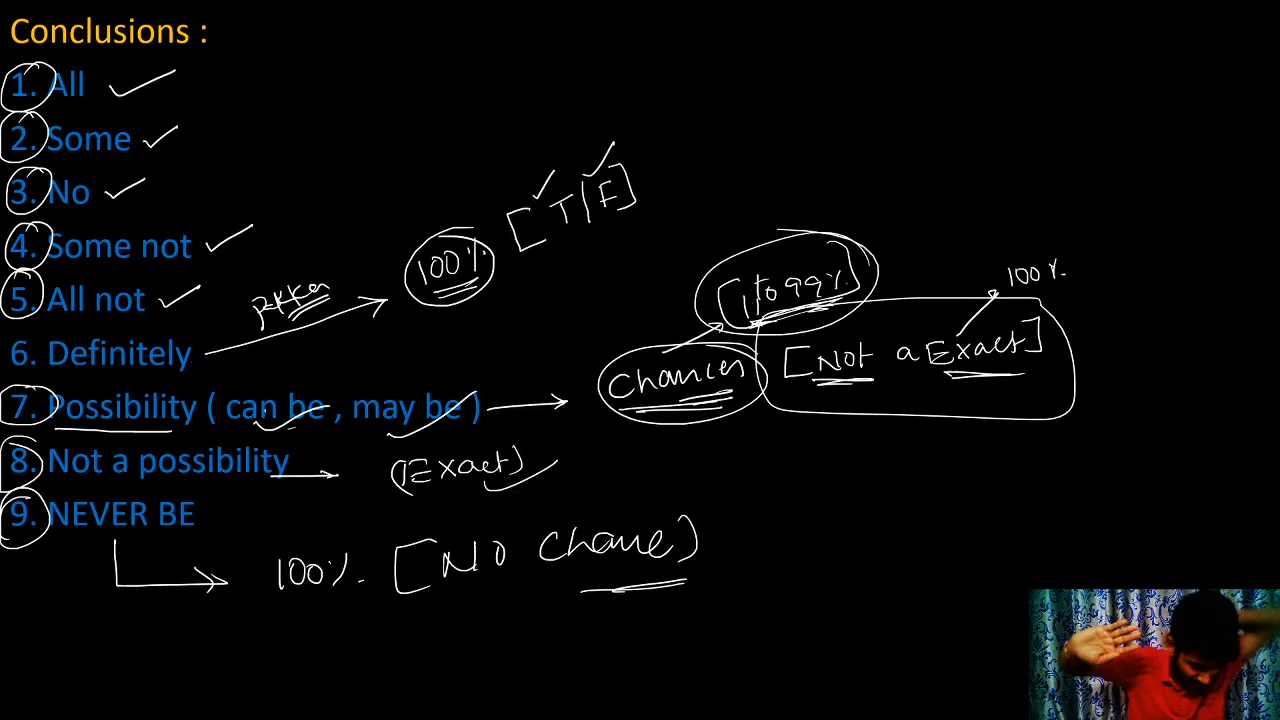 Conclusions :
1. All
2. Some
3. No
4. Some not
5. All not
6. Definitely
100%
[T/F]
7. Possibility ( can be , may be )
Chances
[1 to 99%]
[Not a Exact]
100%
8. Not a possibility
(Exact)
9. NEVER BE
100% [No chance]